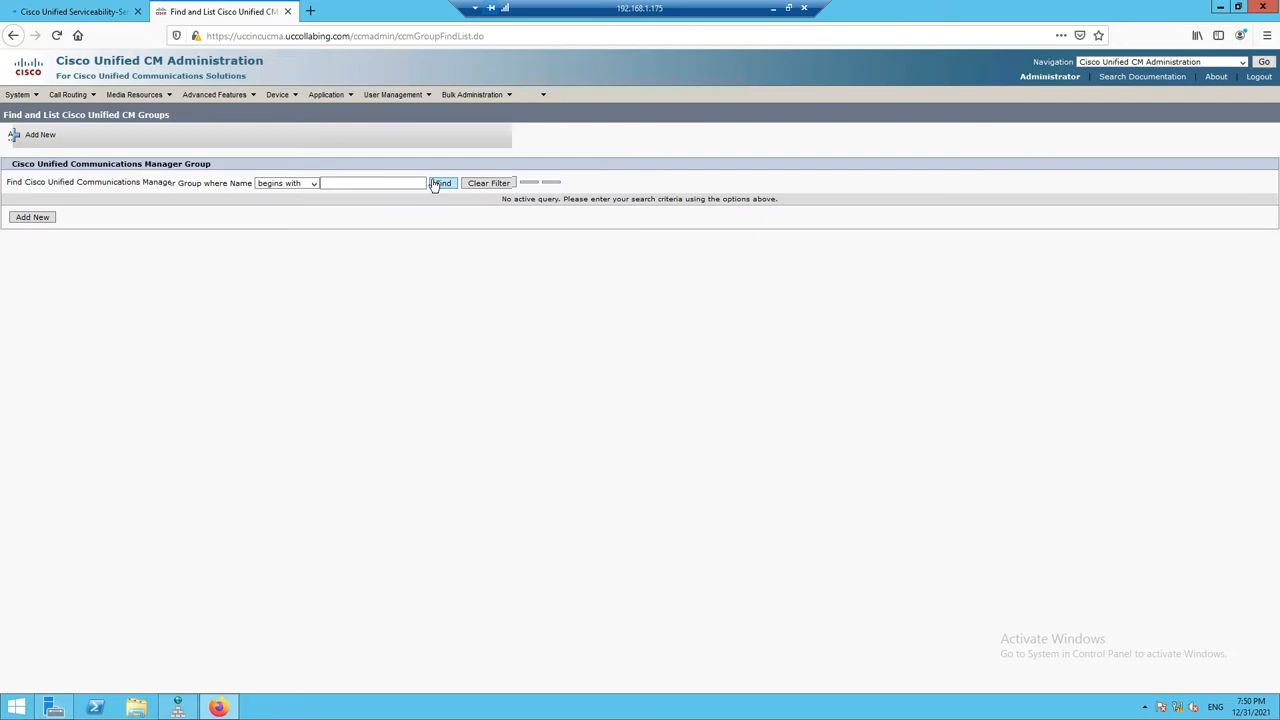 Cisco Unified Serviceability-Se
Find and List Cisco Unified CM
192.168.1.175
https://uccincucma.uccollabing.com/ccmadmin/ccmGroupFindList.do
CISCO
Cisco Unified CM Administration
For Cisco Unified Communications Solutions
Navigation Cisco Unified CM Administration Go
Administrator Search Documentation About Logout
System Call Routing Media Resources Advanced Features Device Application User Management Bulk Administration
Find and List Cisco Unified CM Groups
Add New
Cisco Unified Communications Manager Group
Find Cisco Unified Communications Manager Group where Name begins with Find Clear Filter
No active query. Please enter your search criteria using the options above.
Add New
Activate Windows
Go to System in Control Panel to activate Windows.
ENG
7:50 PM
12/31/2021